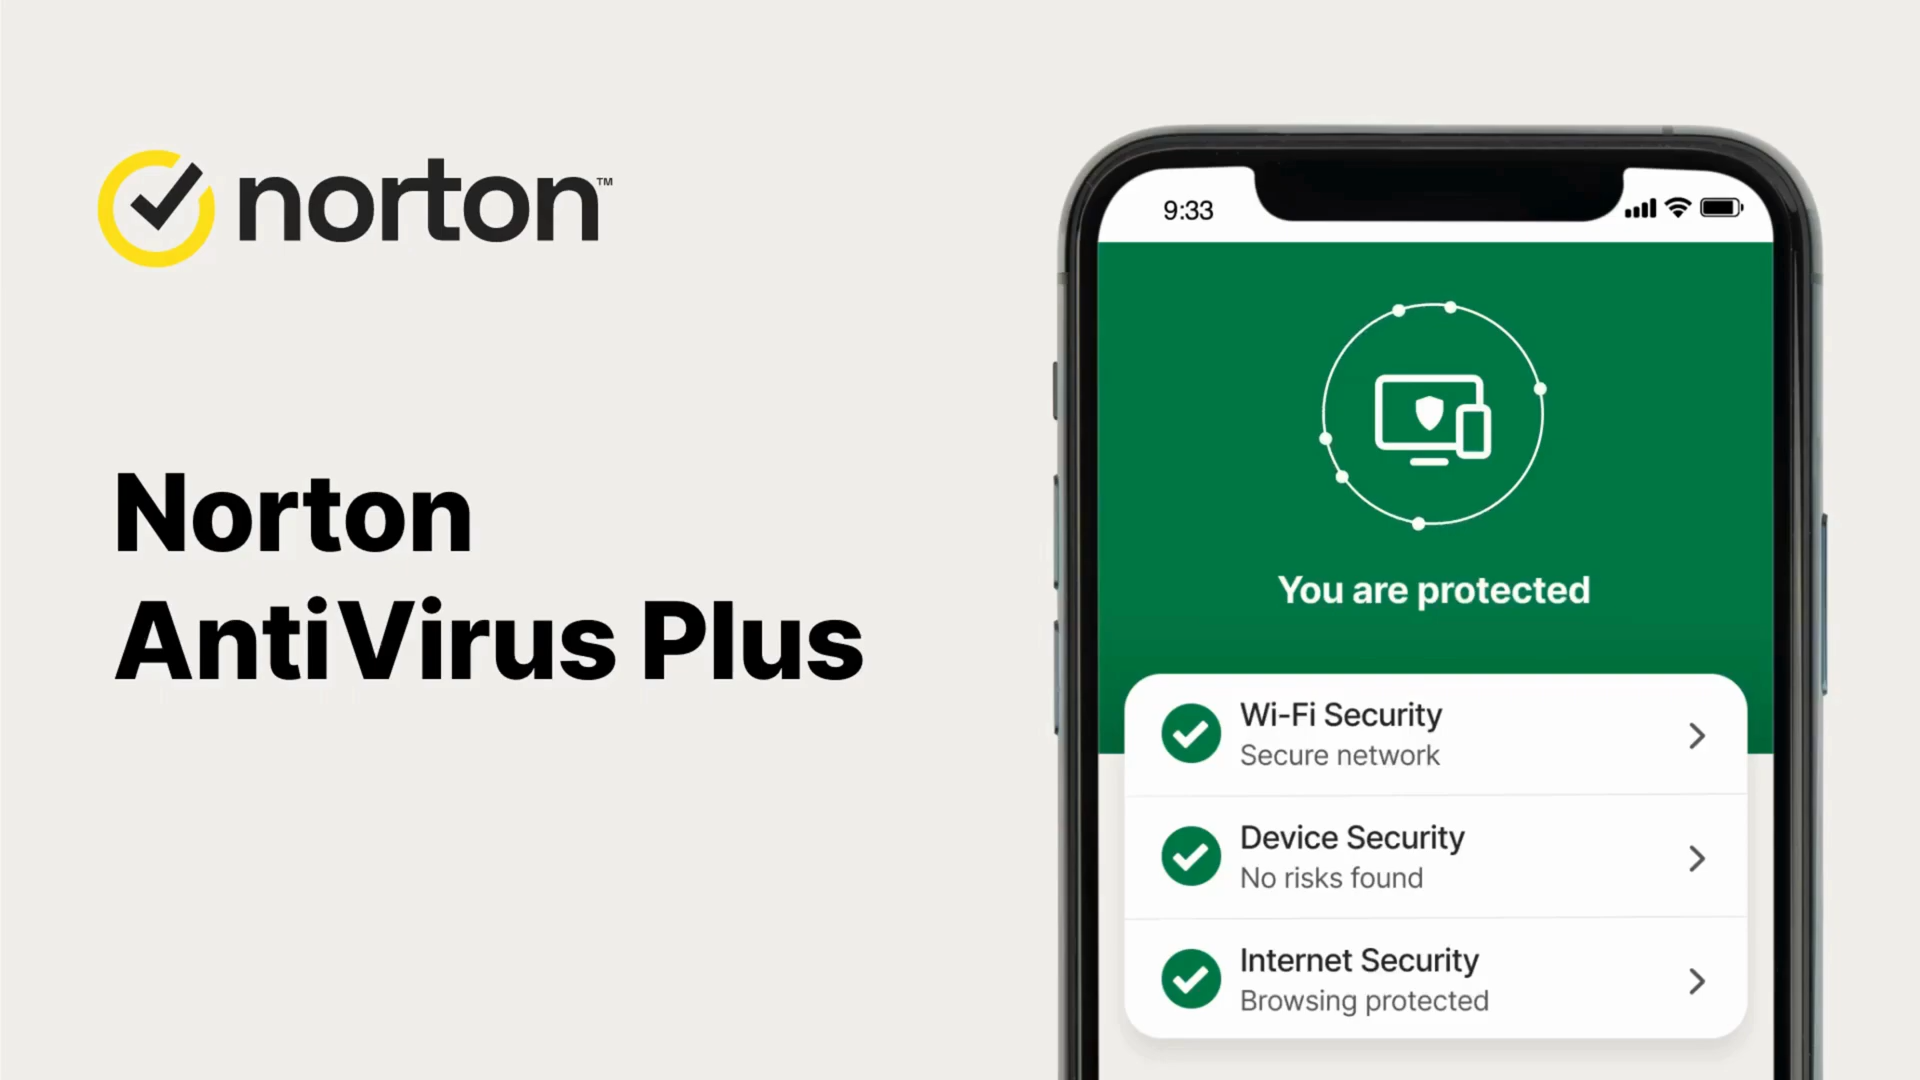 norton™
Norton
AntiVirus Plus
9:33
You are protected
Wi-Fi Security
Secure network
Device Security
No risks found
Internet Security
Browsing protected